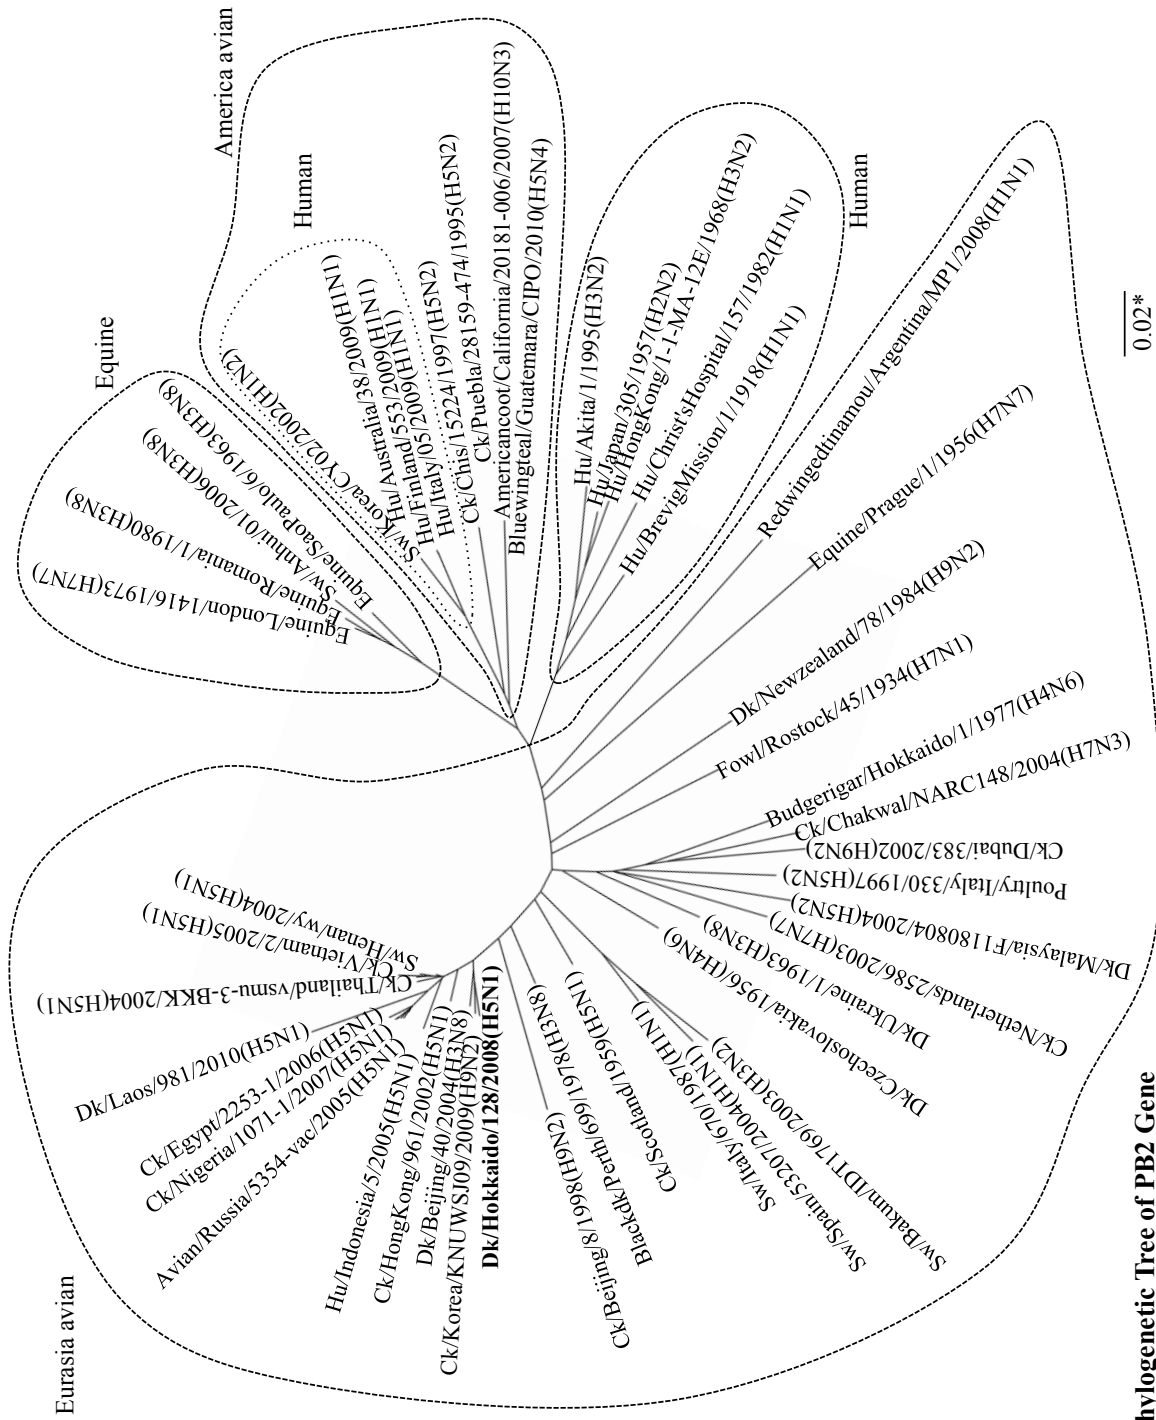 America avian
Human
Equine
Equine/London/1416/1973(H7N7)
Equine/Romania/1/1980(H3N8)
Sw/Anhui/01/2006(H3N8)
Equine/SaoPaulo/6/1963(H3N8)
Sw/Korea/CY02/2002(H1N2)
Hu/Australia/38/2009(H1N1)
Hu/Finland/553/2009(H1N1)
Hu/Italy/05/2009(H1N1)
Ck/Chis/15224/1997(H5N2)
Ck/Puebla/28159-474/1995(H5N2)
Americancoot/California/20181-006/2007(H10N3)
Bluewingteal/Guatemara/CIPO/2010(H5N4)
Hu/Akita/1/1995(H3N2)
Hu/Japan/305/1957(H2N2)
Hu/HongKong/1-1-MA-12E/1968(H3N2)
Hu/Christ'sHospital/157/1982(H1N1)
Hu/BrevigMission/1/1918(H1N1)
Human
Redwingedtinamou/Argentina/MP1/2008(H1N1)
Equine/Prague/1/1956(H7N7)
Dk/Newzealand/78/1984(H9N2)
Fowl/Rostock/45/1934(H7N1)
Budgerigar/Hokkaido/1/1977(H4N6)
Ck/Chakwal/NARC148/2004(H7N3)
Ck/Dubai/383/2002(H9N2)
Poultry/Italy/330/1997(H5N2)
Dk/Malaysia/F1180804/2004(H5N2)
Ck/Netherlands/2586/2003(H7N7)
Dk/Ukraine/1/1963(H3N8)
Dk/Czechoslovakia/1956/(H4N6)
Sw/Bakum/IDT1769/2003(H3N2)
Sw/Spain/53207/2004(H1N1)
Sw/Italy/670/1987(H1N1)
Ck/Scotland/1959(H5N1)
Blackdk/Perth/699/1978(H3N8)
Ck/Beijing/8/1998(H9N2)
Dk/Hokkaido/128/2008(H5N1)
Ck/Korea/KNUWSJ09/2009(H9N2)
Dk/Beijing/40/2004(H3N8)
Ck/HongKong/961/2002(H5N1)
Hu/Indonesia/5/2005(H5N1)
Avian/Russia/5354-vac/2005(H5N1)
Ck/Nigeria/1071-1/2007(H5N1)
Ck/Egypt/2253-1/2006(H5N1)
Dk/Laos/981/2010(H5N1)
Ck/Thailand/vsmu-3-BKK/2004(H5N1)
Ck/Vietnam/2/2005(H5N1)
Sw/Henan/wy/2004(H5N1)
Eurasia avian
0.02*
hylogenetic Tree of PB2 Gene